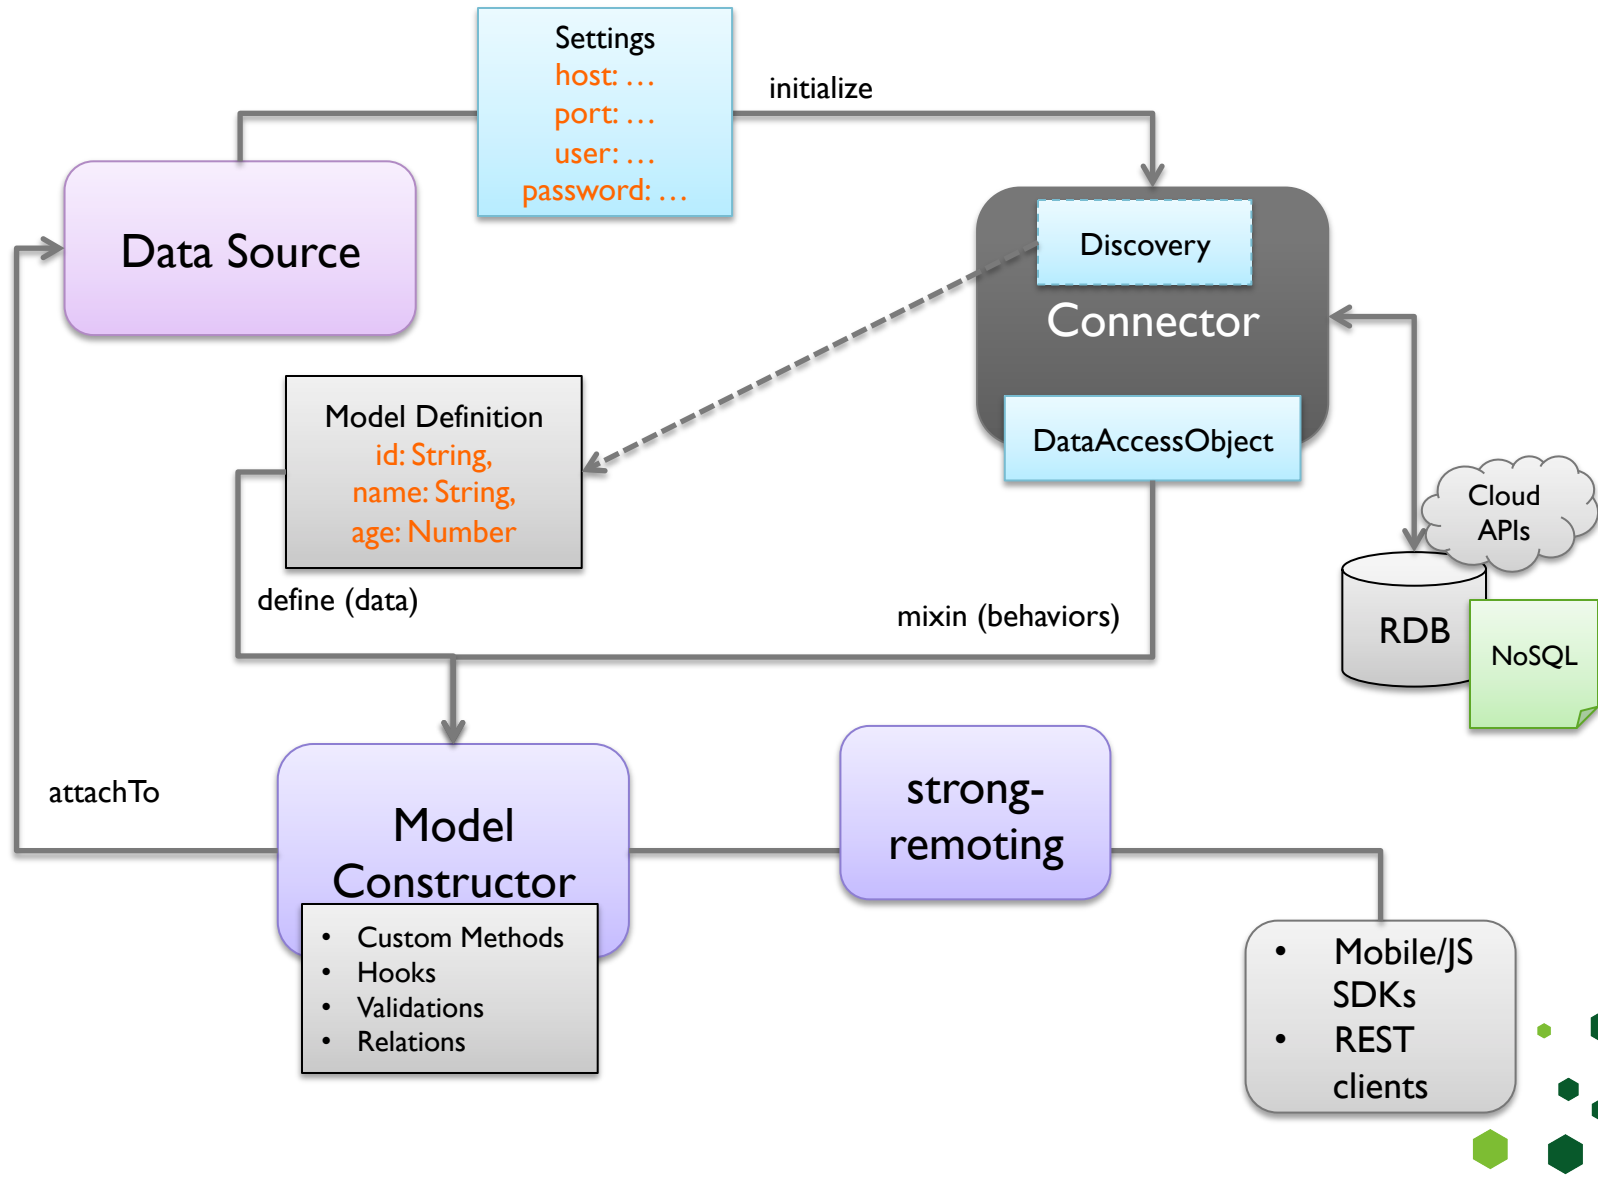 Settings
host: …
port: …
user: …
password: …
initialize
Data Source
Discovery
Connector
DataAccessObject
Model Definition
id: String,
name: String,
age: Number
define (data)
mixin (behaviors)
Cloud
APIs
RDB
NoSQL
attachTo
Model
Constructor
• Custom Methods
• Hooks
• Validations
• Relations
strong-
remoting
• Mobile/JS
SDKs
• REST
clients